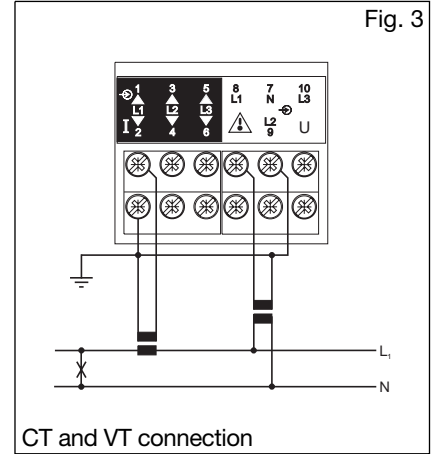 Fig. 3
1 3 5 8 7 10
L1 N L3
L1 L2 L3
L2
I 2 4 6 9 U
L₁
N
CT and VT connection